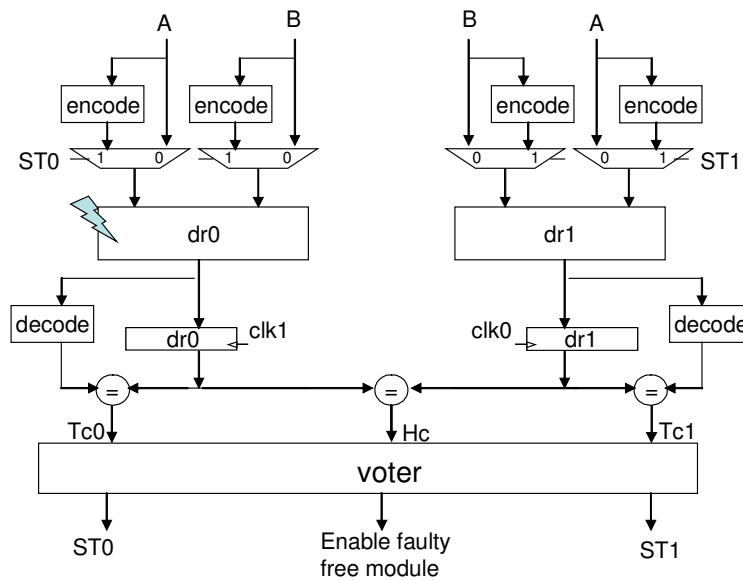 A
B
B
A
encode
encode
encode
encode
ST0
1 0
1 0
0 1
0 1
ST1
dr0
dr1
decode
dr0
clk1
clk0
dr1
decode
=
=
=
Tc0
Hc
Tc1
voter
ST0
Enable faulty
free module
ST1